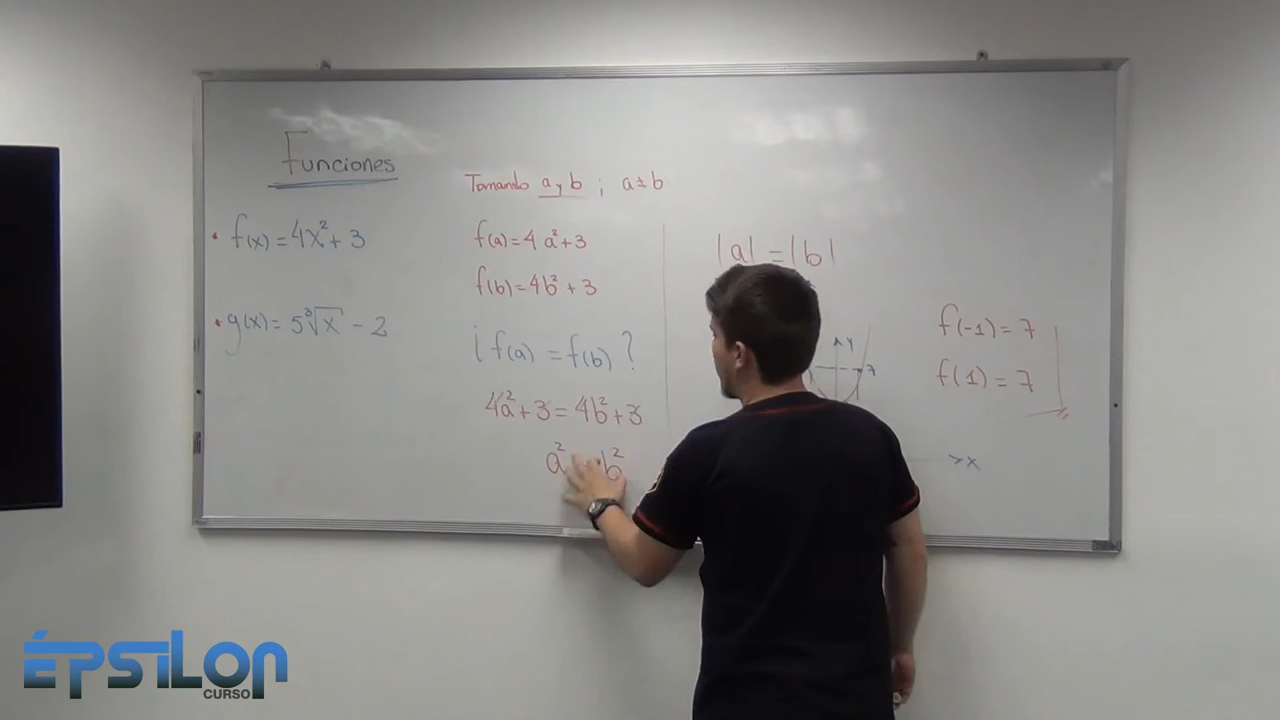 Funciones
• f(x) = 4x² + 3
• g(x) = 5∛x - 2
Tomando a y b ; a ≠ b
f(a) = 4a² + 3
f(b) = 4b² + 3
¿ f(a) = f(b) ?
4a² + 3 = 4b² + 3
a² b²
|a| = |b|
y
7
x
f(-1) = 7
f(1) = 7
ÉPSILON
CURSO